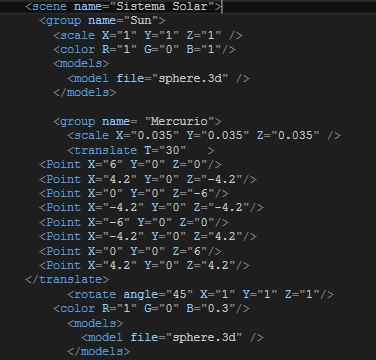 <scene name="Sistema Solar">
<group name="Sun">
<scale X="1" Y="1" Z="1" />
<color R="1" G="0" B="0" />
<models>
<model file="sphere.3d" />
</models>
<group name= "Mercurio">
<scale X="0.035" Y="0.035" Z="0.035" />
<translate T="30" >
<Point X="6" Y="0" Z="0"/>
<Point X="4.2" Y="0" Z="-4.2"/>
<Point X="0" Y="0" Z="-6"/>
<Point X="-4.2" Y="0" Z="-4.2"/>
<Point X="-6" Y="0" Z="0"/>
<Point X="-4.2" Y="0" Z="4.2"/>
<Point X="0" Y="0" Z="6"/>
<Point X="4.2" Y="0" Z="4.2"/>
</translate>
<rotate angle="45" X="1" Y="1" Z="1"/>
<color R="1" G="0" B="0.3"/>
<models>
<model file="sphere.3d" />
</models>